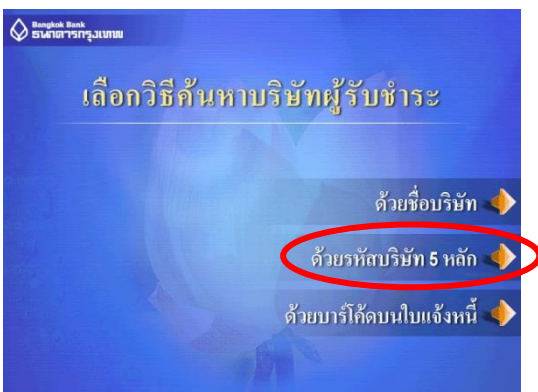 Bangkok Bank
ธนาคารกรุงเทพ
เลือกวิธีค้นหาบริษัทผู้รับชำระ
ด้วยชื่อบริษัท
ด้วยรหัสบริษัท 5 หลัก
ด้วยบาร์โค้ดบนใบแจ้งหนี้